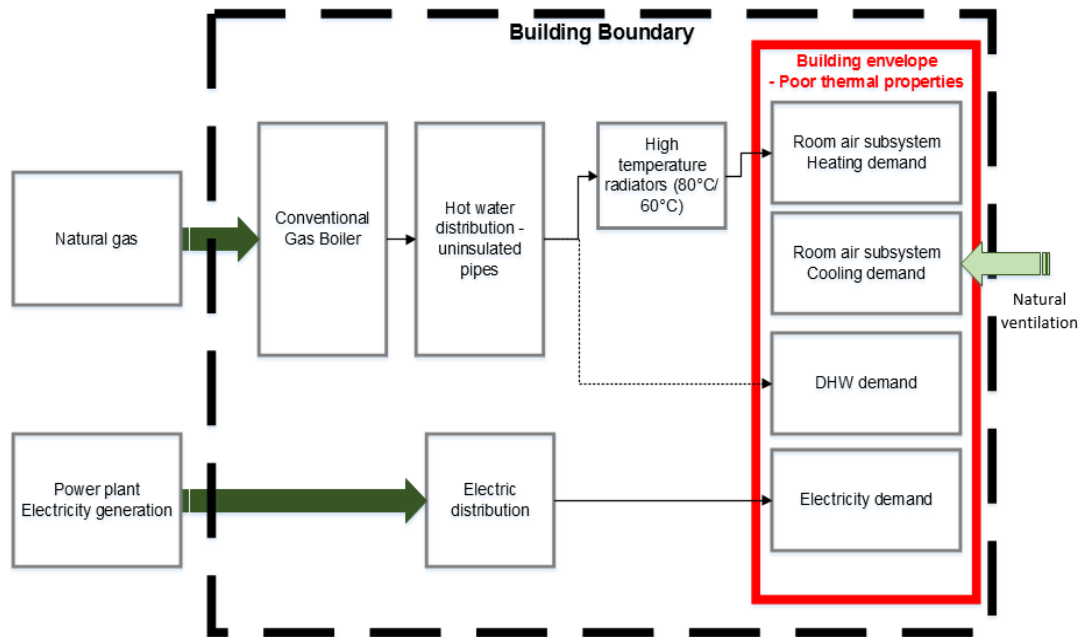 Building Boundary
Building envelope
- Poor thermal properties
Natural gas
Conventional
Gas Boiler
Hot water
distribution -
uninsulated
pipes
High
temperature
radiators (80°C/
60°C)
Room air subsystem
Heating demand
Room air subsystem
Cooling demand
Natural
ventilation
DHW demand
Power plant
Electricity generation
Electric
distribution
Electricity demand